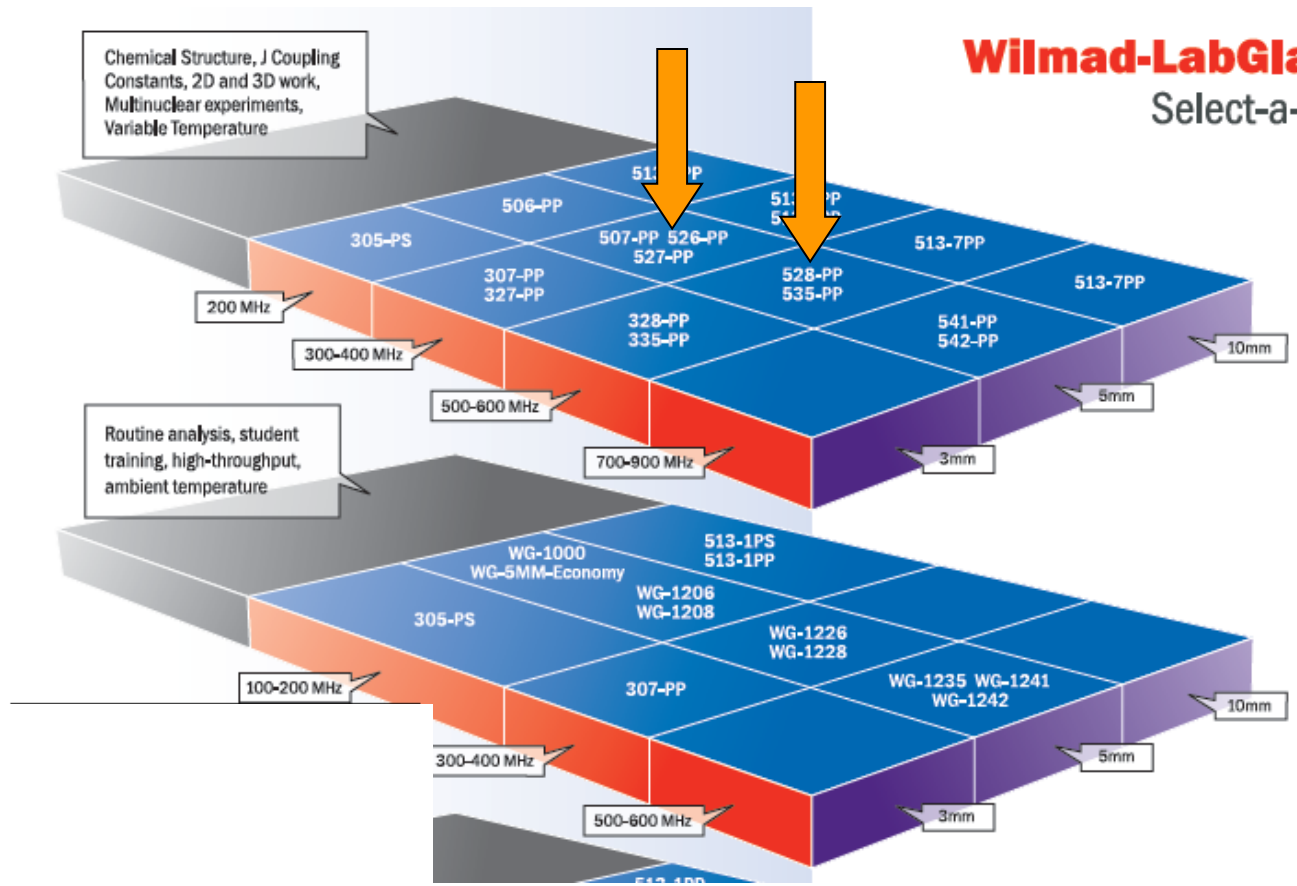 Chemical Structure, J Coupling
Constants, 2D and 3D work,
Multinuclear experiments,
Variable Temperature
Wilmad-LabGla
Select-a-
506-PP
305-PS
507-PP 526-PP
527-PP
513-7PP
307-PP
327-PP
528-PP
535-PP
513-7PP
328-PP
335-PP
541-PP
542-PP
200 MHz
300-400 MHz
500-600 MHz
700-900 MHz
3mm
5mm
10mm
Routine analysis, student
training, high-throughput,
ambient temperature
513-1PS
513-1PP
WG-1000
WG-5MM-Economy
WG-1206
WG-1208
305-PS
WG-1226
WG-1228
307-PP
WG-1235 WG-1241
WG-1242
100-200 MHz
300-400 MHz
500-600 MHz
3mm
5mm
10mm